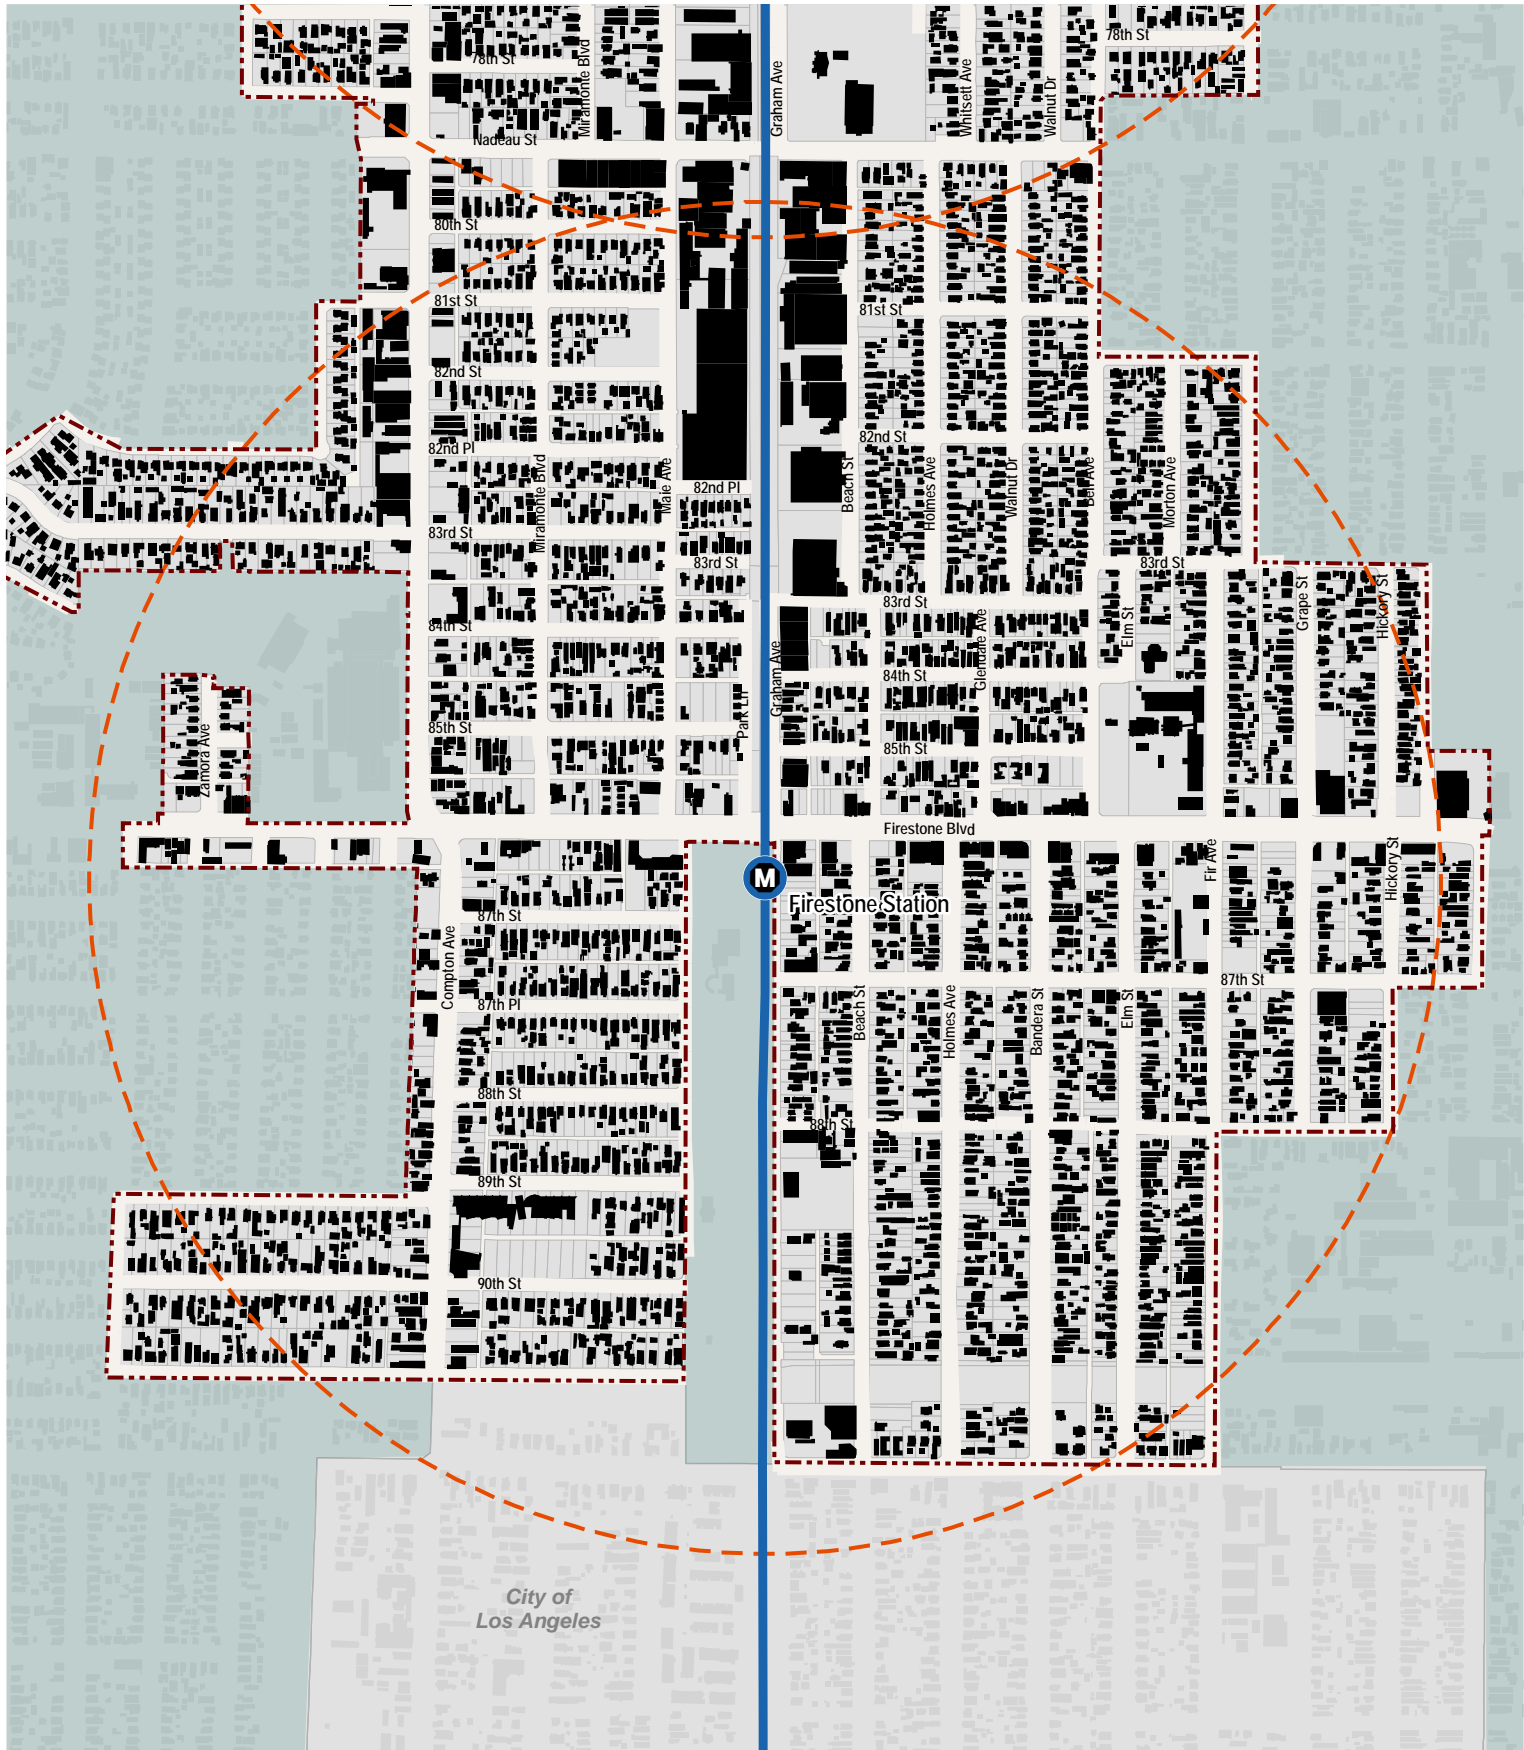 78th St
78th St
Miramonte Blvd
Graham Ave
Whitsett Ave
Walnut Dr
Nadeau St
80th St
81st St
81st St
82nd St
82nd St
82nd Pl
Miramonte Blvd
Maie Ave
82nd Pl
Beach St
Holmes Ave
Walnut Dr
Bell Ave
Morton Ave
83rd St
83rd St
83rd St
83rd St
Grape St
Hickory St
Elm St
84th St
Glendale Ave
84th St
Graham Ave
Park Ln
85th St
85th St
Zamora Ave
Firestone Blvd
Fir Ave
Hickory St
M
Firestone Station
87th St
Compton Ave
87th St
87th Pl
Beach St
Holmes Ave
Bandera St
Elm St
88th St
88th St
89th St
90th St
City of
Los Angeles